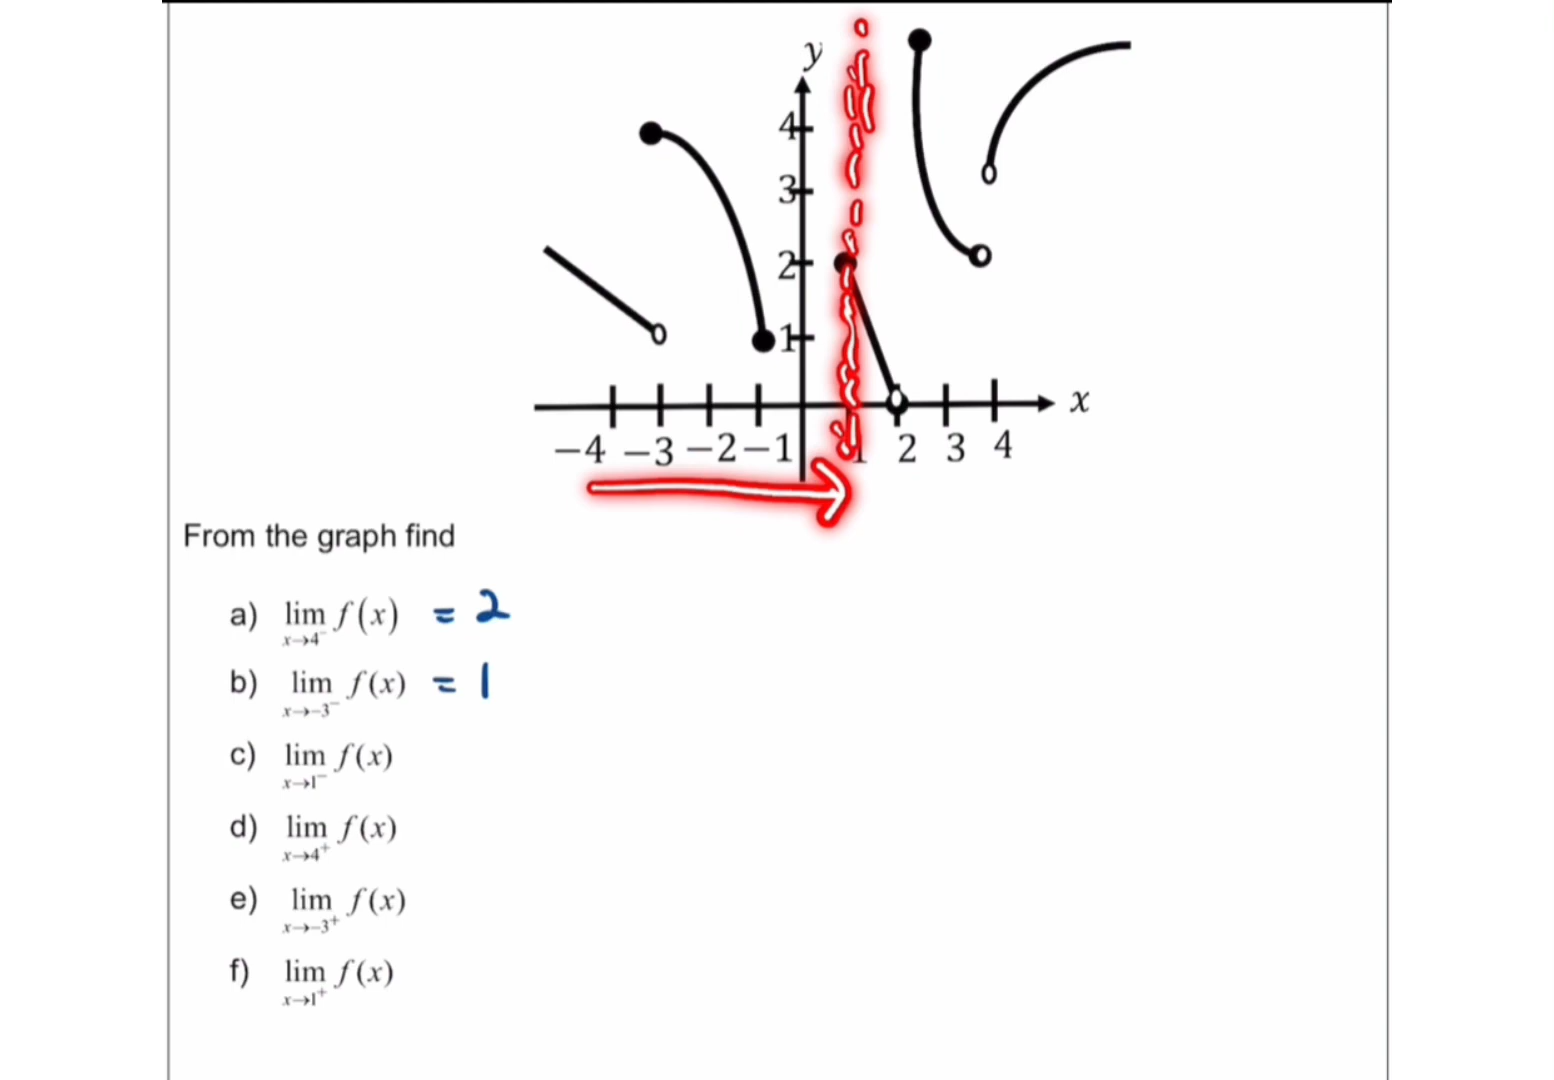 y
4
3
2
1
x
−4 −3 −2 −1 1 2 3 4
From the graph find
a) lim f(x) = 2
x→4⁻
b) lim f(x) = 1
x→−3⁻
c) lim f(x)
x→1⁻
d) lim f(x)
x→4⁺
e) lim f(x)
x→−3⁺
f) lim f(x)
x→1⁺